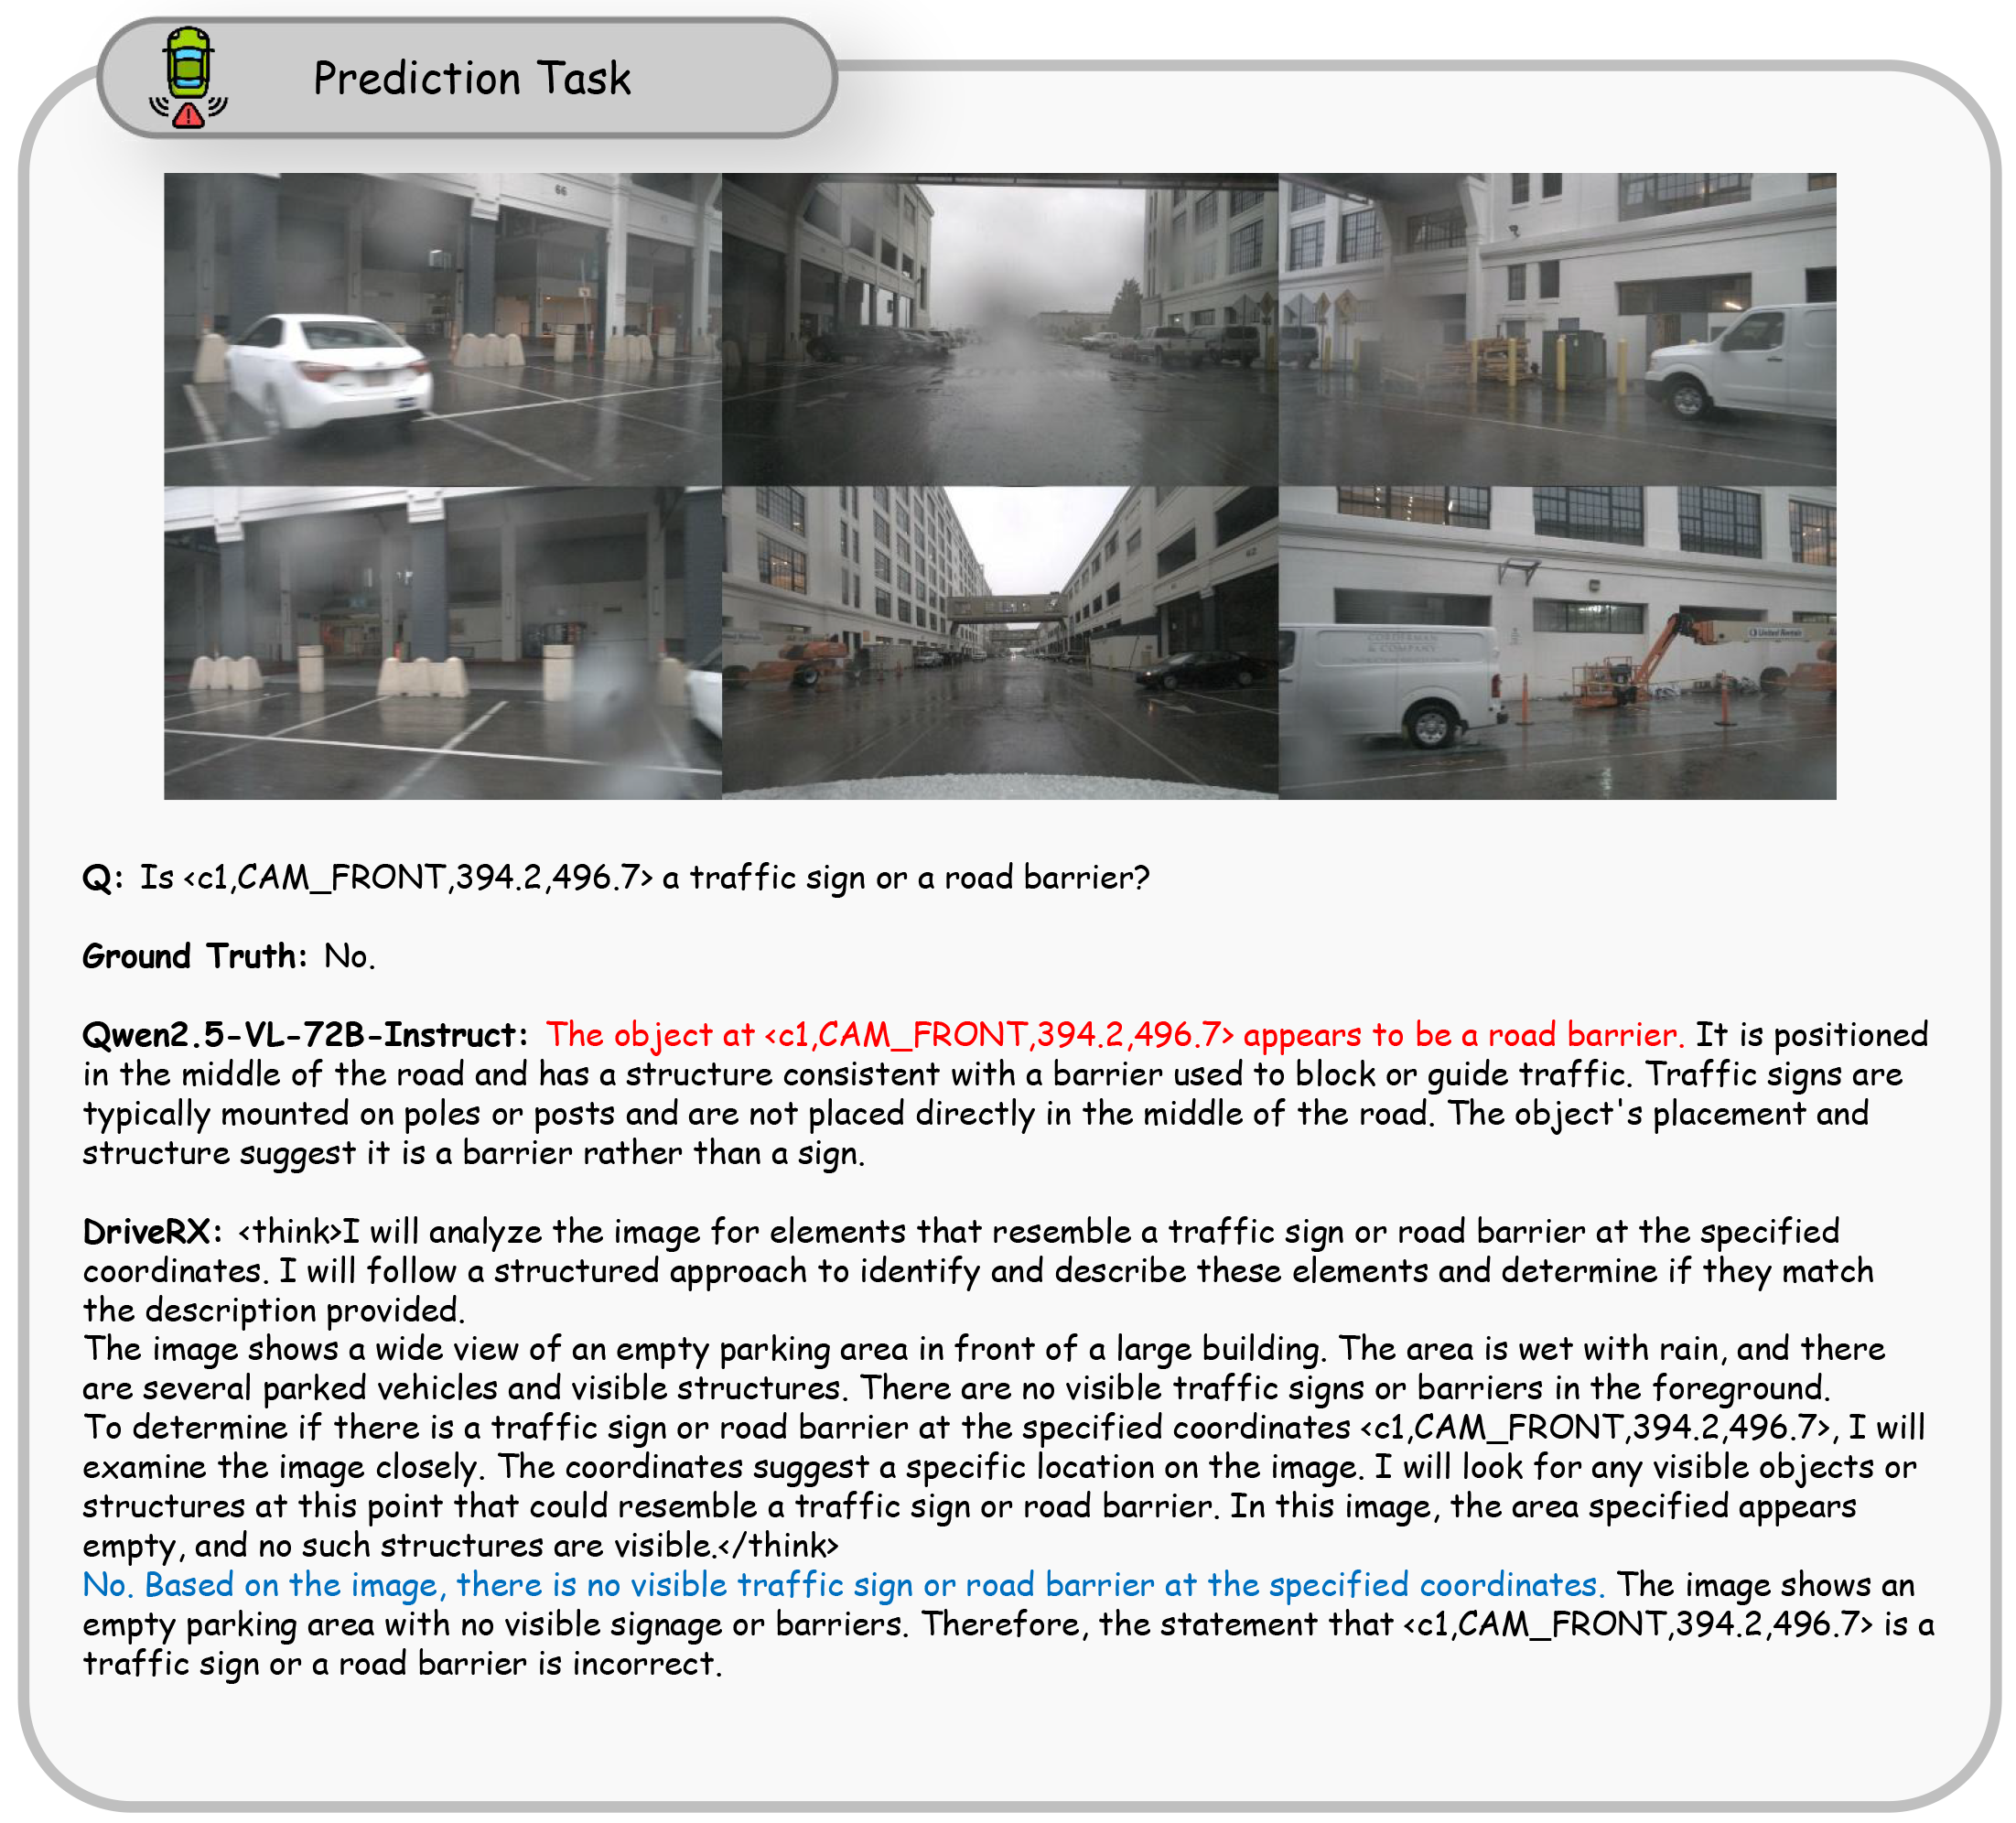 Prediction Task
66
62
CORDERMAN
& COMPANY
United Rentals
Q: Is <c1,CAM_FRONT,394.2,496.7> a traffic sign or a road barrier?
Ground Truth: No.
Qwen2.5-VL-72B-Instruct: The object at <c1,CAM_FRONT,394.2,496.7> appears to be a road barrier. It is positioned
in the middle of the road and has a structure consistent with a barrier used to block or guide traffic. Traffic signs are
typically mounted on poles or posts and are not placed directly in the middle of the road. The object's placement and
structure suggest it is a barrier rather than a sign.
DriveRX: <think>I will analyze the image for elements that resemble a traffic sign or road barrier at the specified
coordinates. I will follow a structured approach to identify and describe these elements and determine if they match
the description provided.
The image shows a wide view of an empty parking area in front of a large building. The area is wet with rain, and there
are several parked vehicles and visible structures. There are no visible traffic signs or barriers in the foreground.
To determine if there is a traffic sign or road barrier at the specified coordinates <c1,CAM_FRONT,394.2,496.7>, I will
examine the image closely. The coordinates suggest a specific location on the image. I will look for any visible objects or
structures at this point that could resemble a traffic sign or road barrier. In this image, the area specified appears
empty, and no such structures are visible.</think>
No. Based on the image, there is no visible traffic sign or road barrier at the specified coordinates. The image shows an
empty parking area with no visible signage or barriers. Therefore, the statement that <c1,CAM_FRONT,394.2,496.7> is a
traffic sign or a road barrier is incorrect.